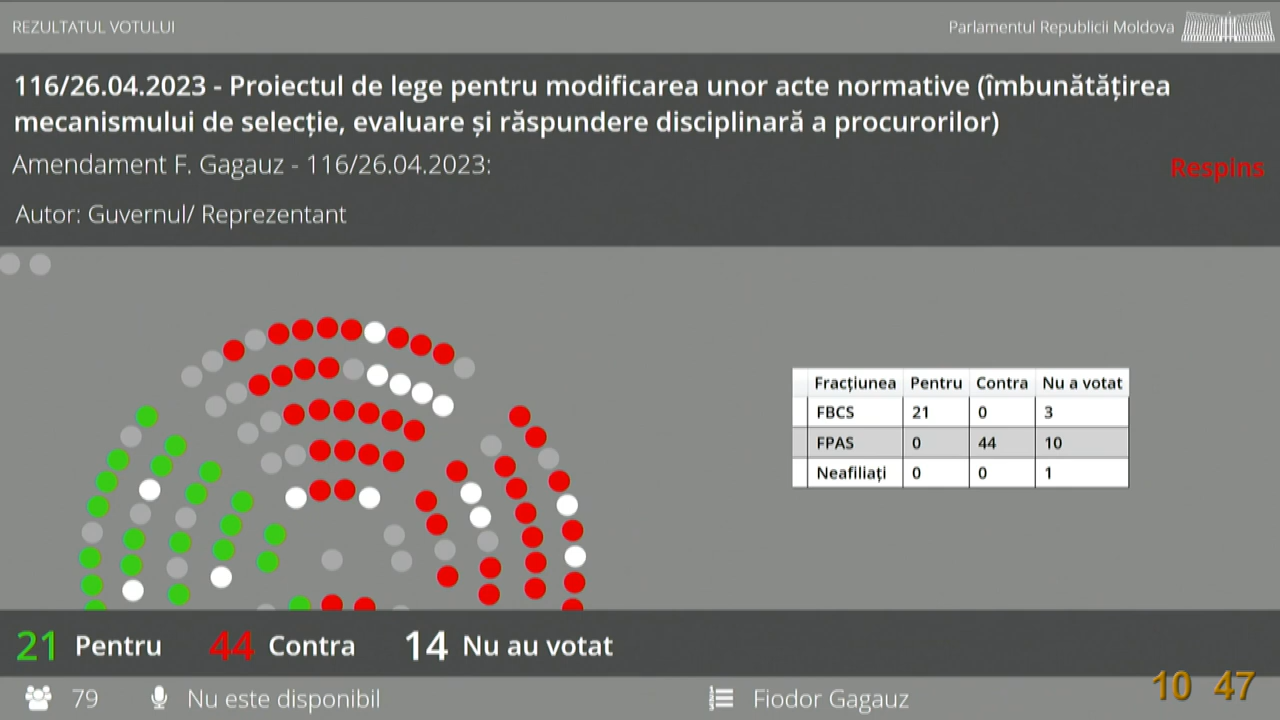 REZULTATUL VOTULUI
Parlamentul Republicii Moldova
116/26.04.2023 - Proiectul de lege pentru modificarea unor acte normative (îmbunătățirea
mecanismului de selecție, evaluare și răspundere disciplinară a procurorilor)
Amendament F. Gagauz - 116/26.04.2023:
Respins
Autor: Guvernul/ Reprezentant
Fracțiunea Pentru Contra Nu a votat
FBCS 21 0 3
FPAS 0 44 10
Neafiliați 0 0 1
21 Pentru 44 Contra 14 Nu au votat
79 Nu este disponibil Fiodor Gagauz
10 47